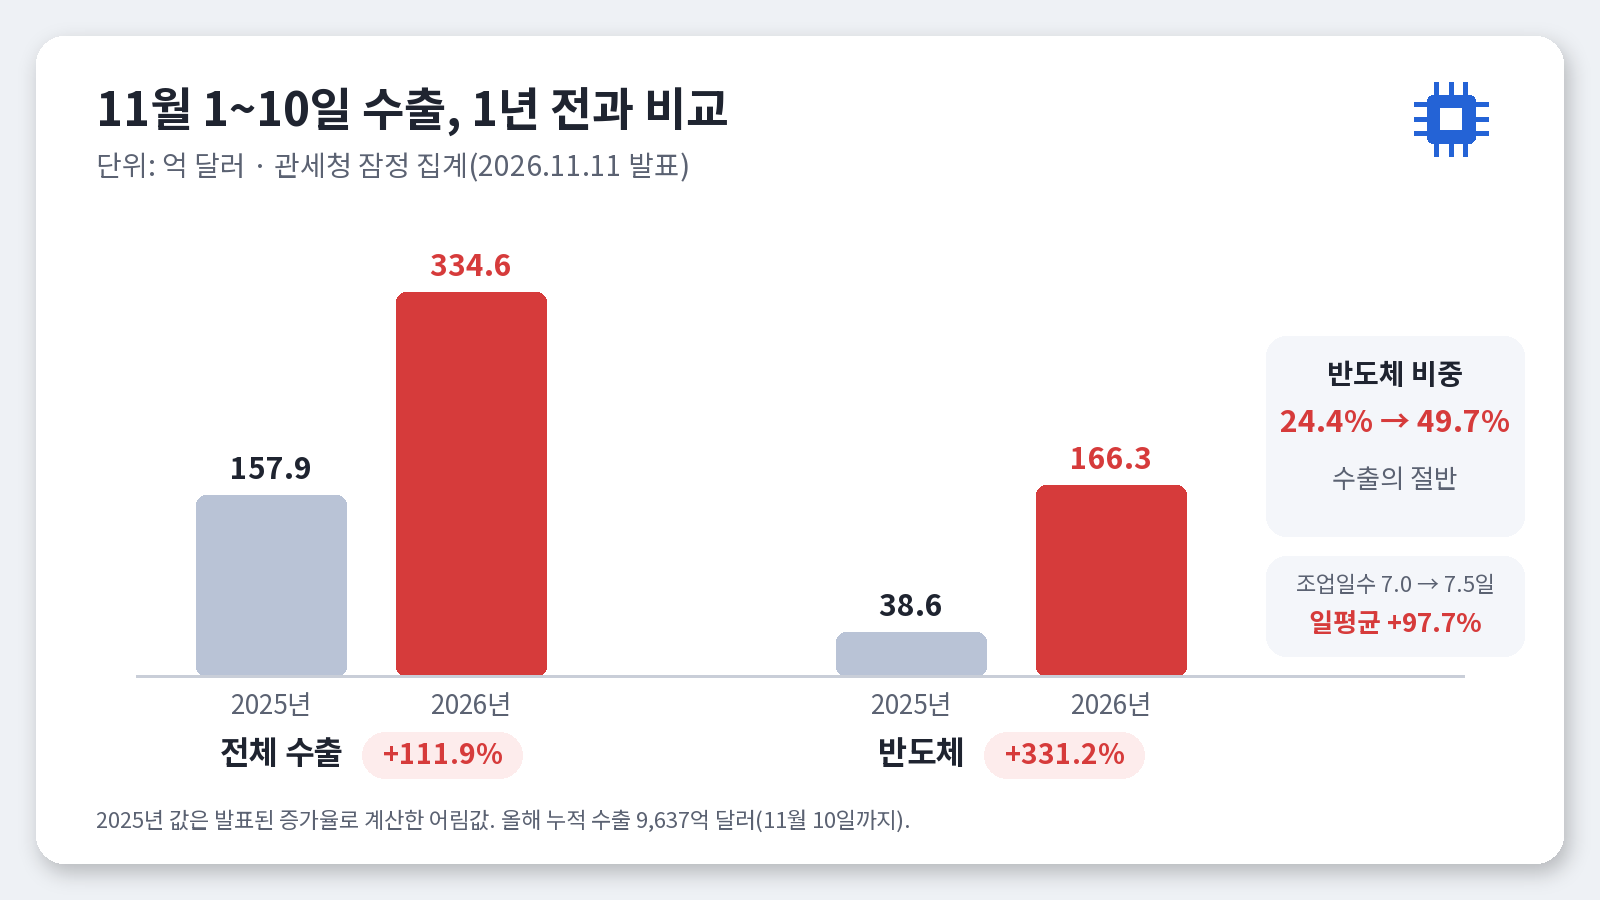 11월 1~10일 수출, 1년 전과 비교
단위: 억 달러 · 관세청 잠정 집계(2026.11.11 발표)
334.6
157.9
166.3
38.6
반도체 비중
24.4% → 49.7%
수출의 절반
조업일수 7.0 → 7.5일
일평균 +97.7%
2025년 2026년 2025년 2026년
전체 수출 +111.9% 반도체 +331.2%
2025년 값은 발표된 증가율로 계산한 어림값. 올해 누적 수출 9,637억 달러(11월 10일까지).